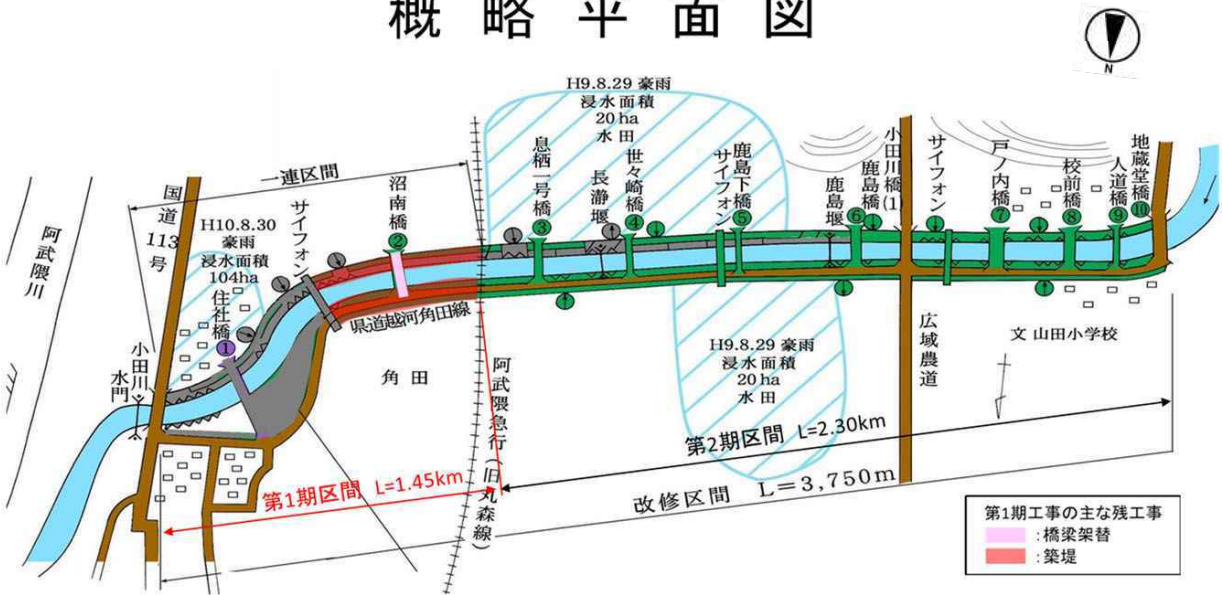 概略平面図
N
H9.8.29 豪雨
浸水面積
20 ha
水田
一連区間
国道113号
H10.8.30
豪雨
浸水面積
104ha
サイフォン
沼南橋
②
息栖一号橋
③
長瀞堰
世々崎橋
④
サイフォン
鹿島下橋
⑤
鹿島堰
鹿島橋
⑥
小田川橋(1)
サイフォン
戸ノ内橋
⑦
校前橋
⑧
人道橋
⑨
地蔵堂橋
⑩
阿武隈川
住社橋
①
小田川水門
県道越河角田線
角田
阿武隈急行(旧丸森線)
H9.8.29 豪雨
浸水面積
20 ha
水田
広域農道
文 山田小学校
第1期区間 L=1.45km
第2期区間 L=2.30km
改修区間 L=3,750m
第1期工事の主な残工事
:橋梁架替
:築堤